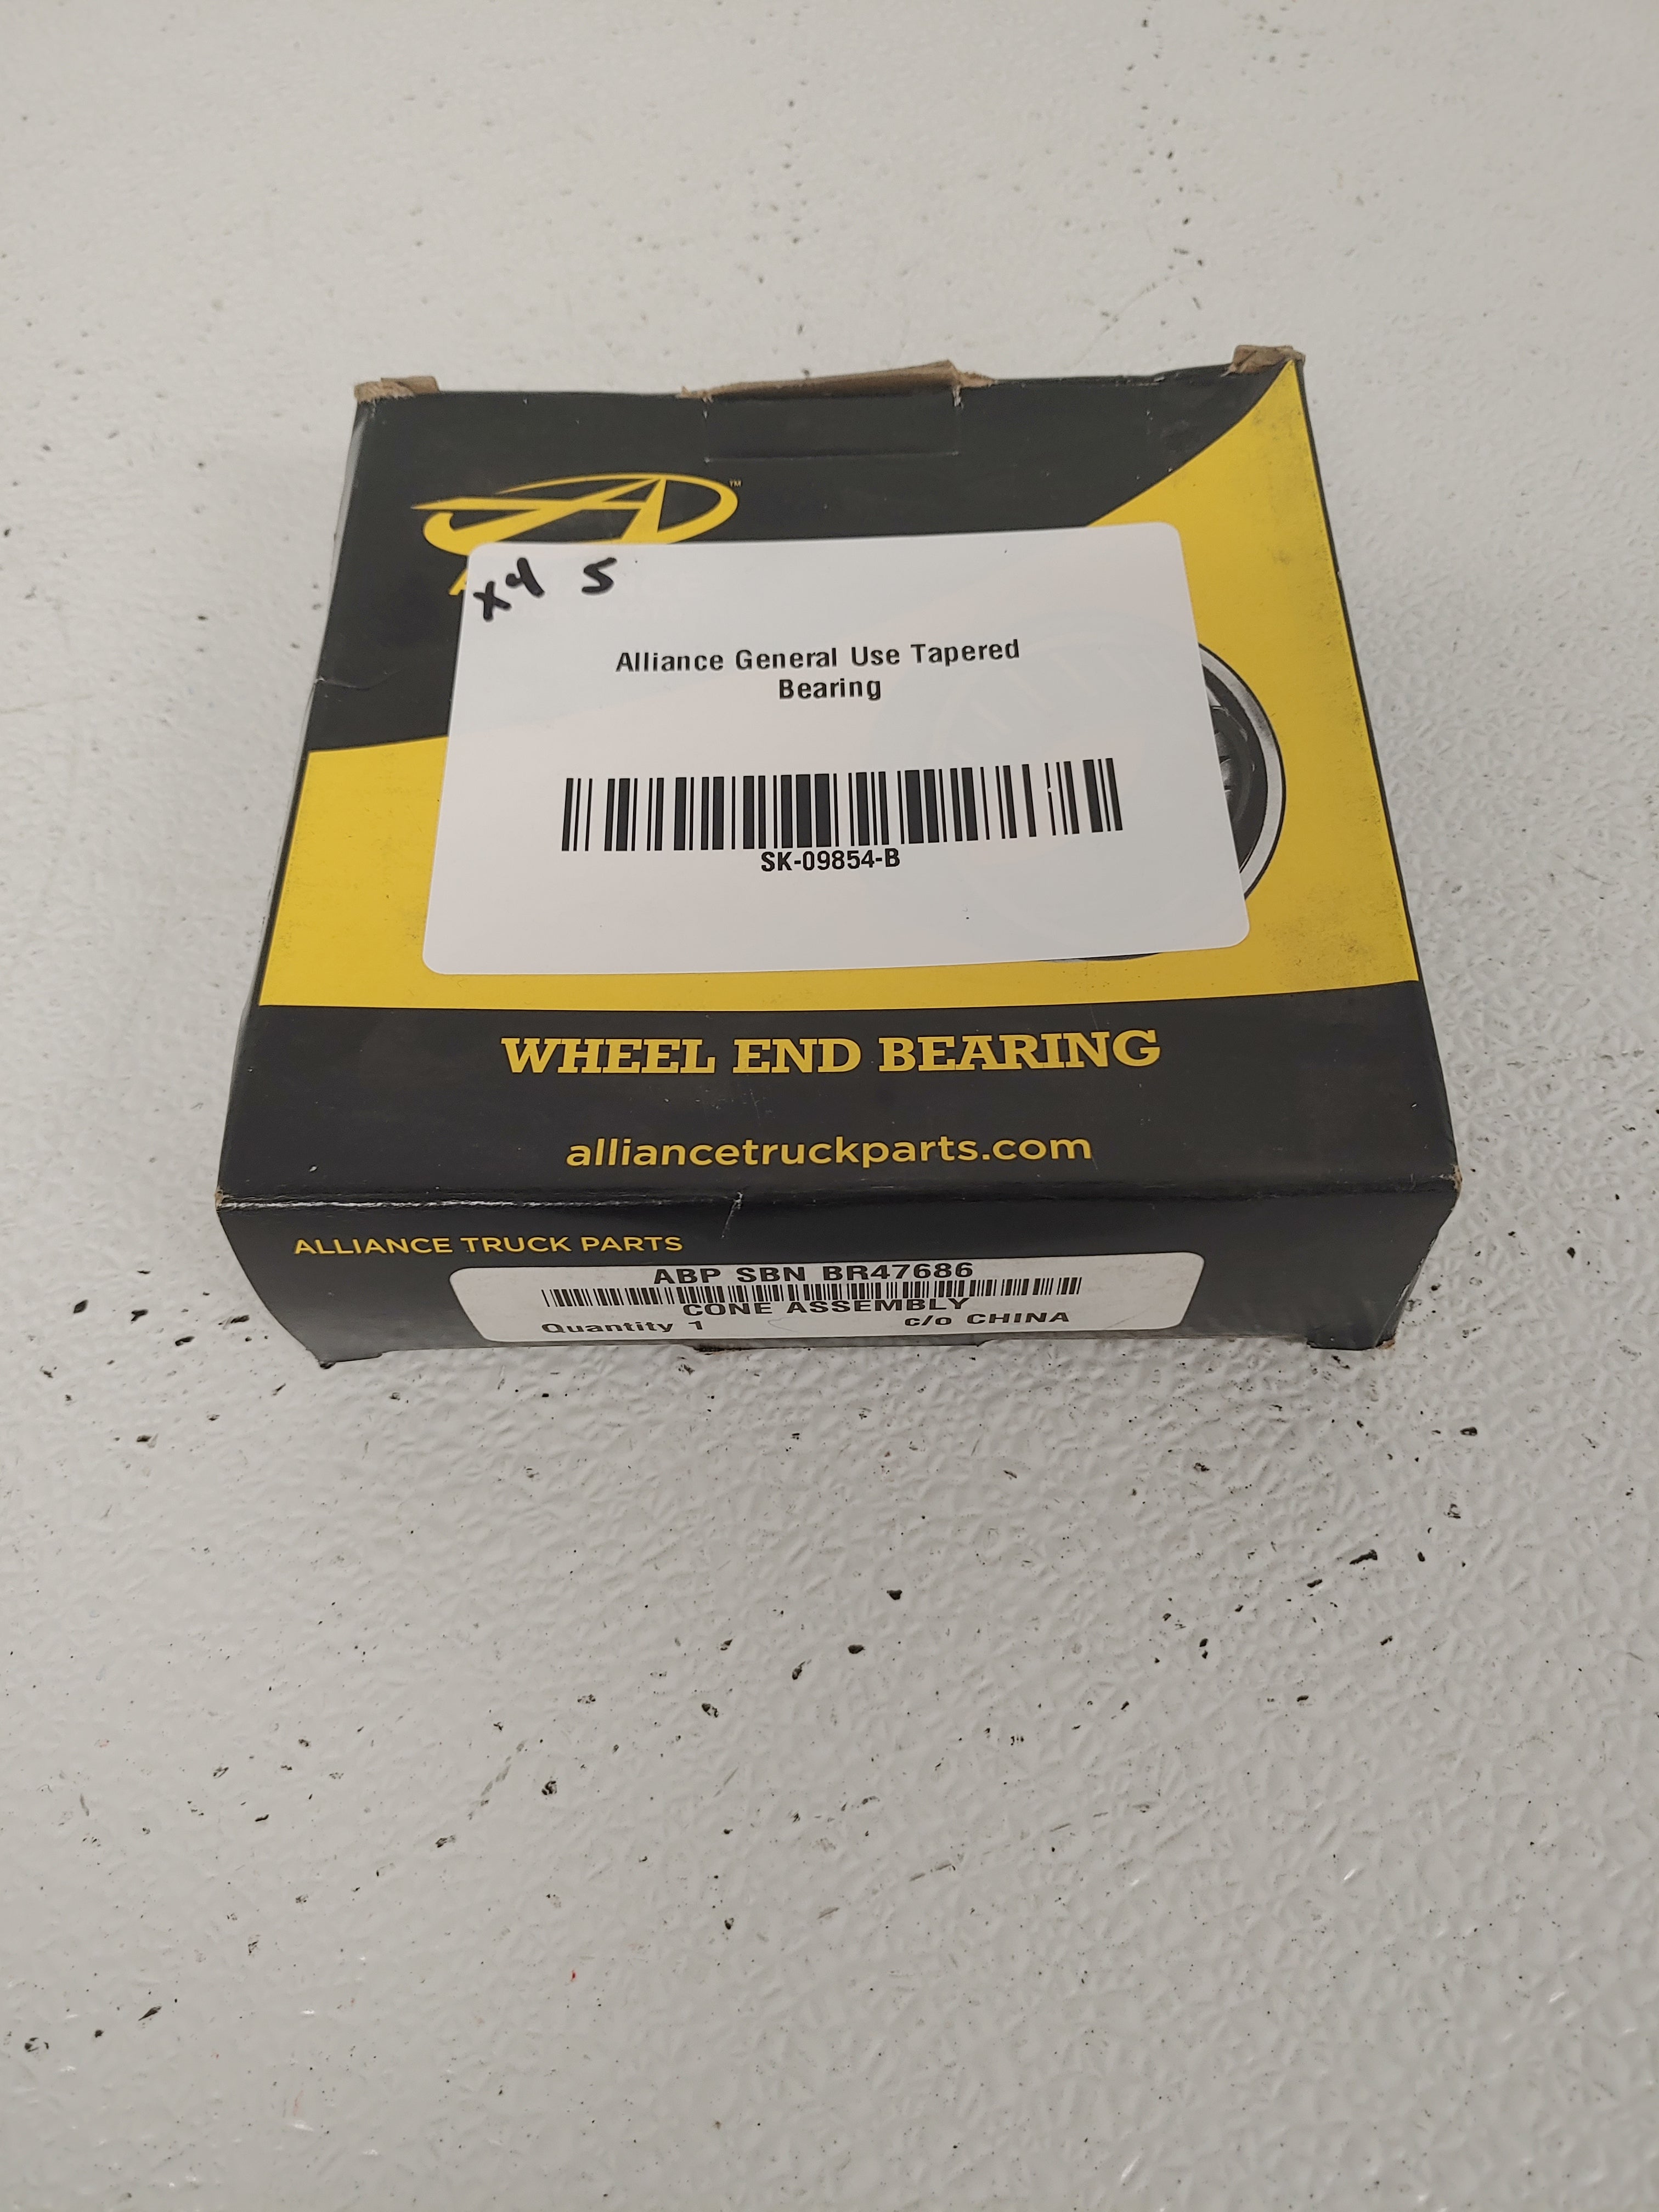 ™
x4 5
Alliance General Use Tapered
Bearing
SK-09854-B
WHEEL END BEARING
alliancetruckparts.com
ALLIANCE TRUCK PARTS
ABP SBN BR47686
CONE ASSEMBLY
Quantity 1 c/o CHINA